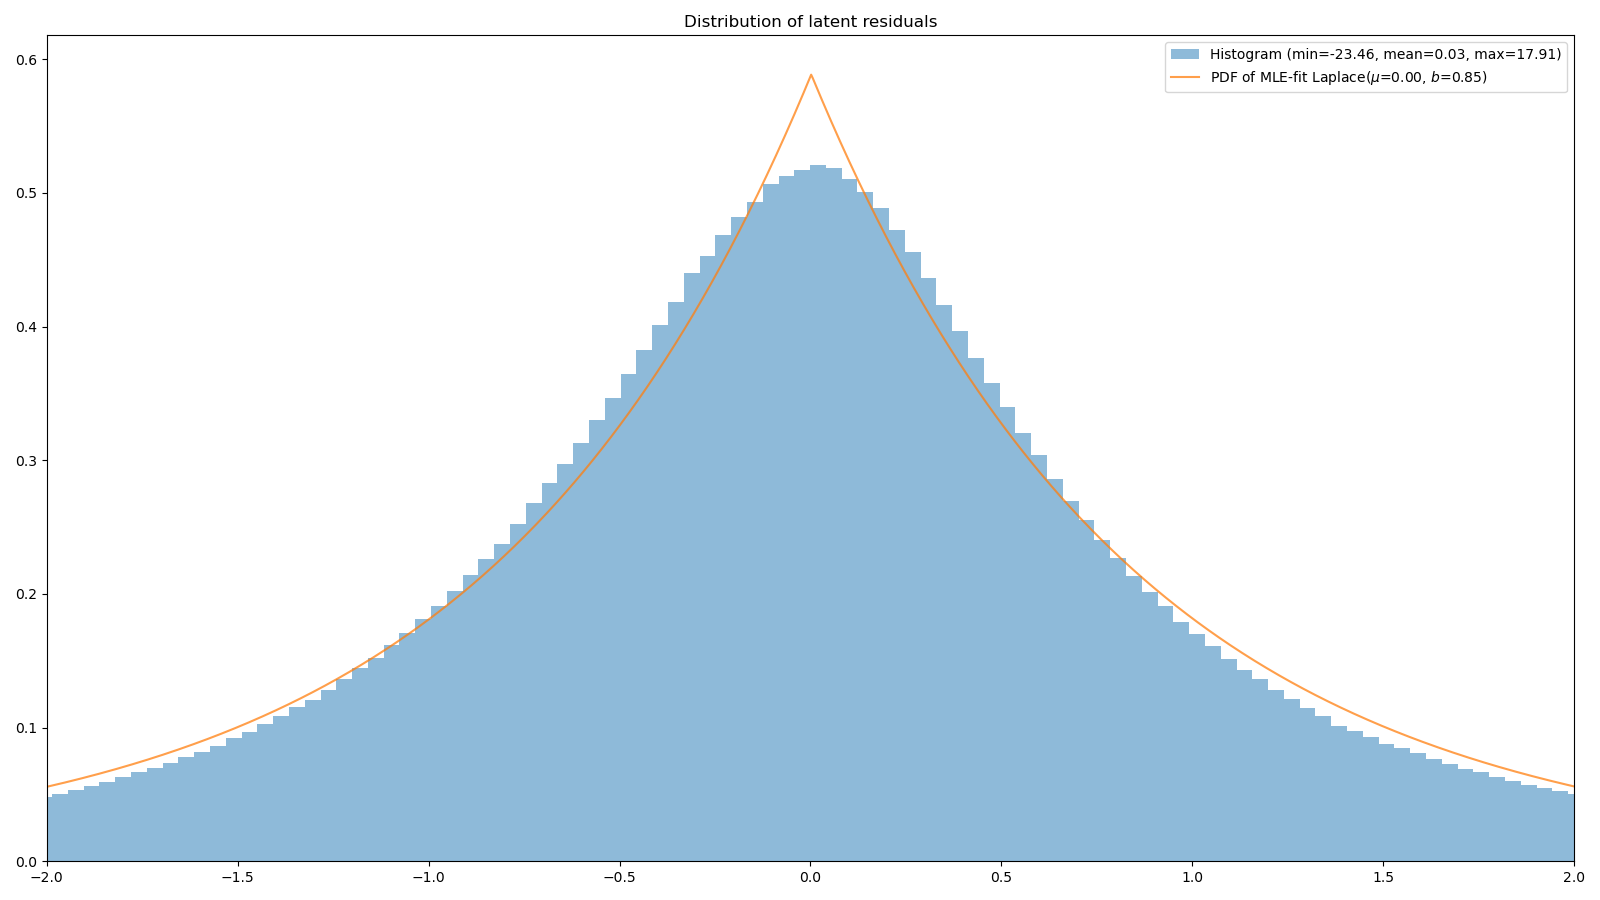 Distribution of latent residuals
Histogram (min=-23.46, mean=0.03, max=17.91)
PDF of MLE-fit Laplace(μ=0.00, b=0.85)
0.6
0.5
0.4
0.3
0.2
0.1
0.0
−2.0 −1.5 −1.0 −0.5 0.0 0.5 1.0 1.5 2.0